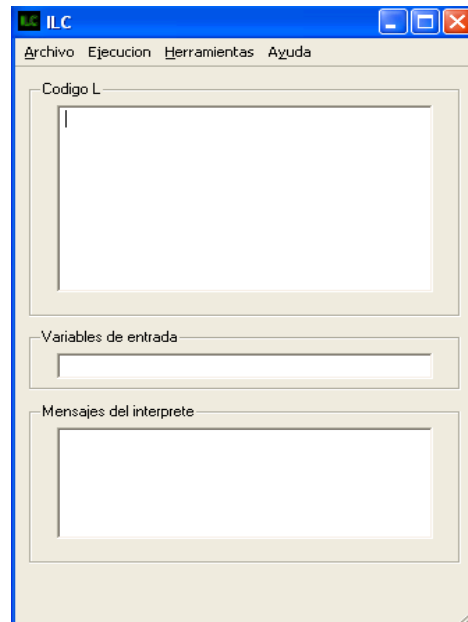 ILC ILC
Archivo Ejecucion Herramientas Ayuda
Codigo L
Variables de entrada
Mensajes del interprete